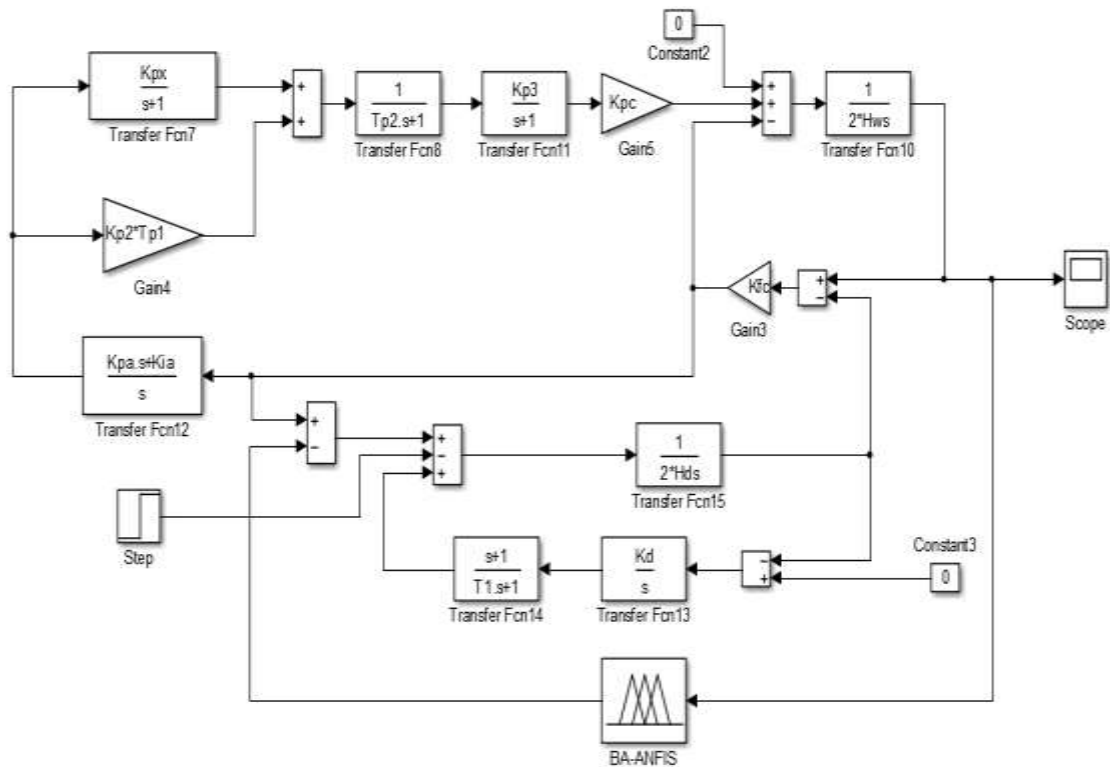 0
Constant2
Kpx
s+1
Transfer Fcn7
+
+
1
Tp2.s+1
Transfer Fcn8
Kp3
s+1
Transfer Fcn11
Kpc
Gain5
+
+
−
1
2*Hws
Transfer Fcn10
Kp2*Tp1
Gain4
Kfc
Gain3
+
−
Scope
Kpa.s+Kia
s
Transfer Fcn12
+
−
+
−
+
1
2*Hds
Transfer Fcn15
Step
s+1
T1.s+1
Transfer Fcn14
Kd
s
Transfer Fcn13
−
+
Constant3
0
BA-ANFIS